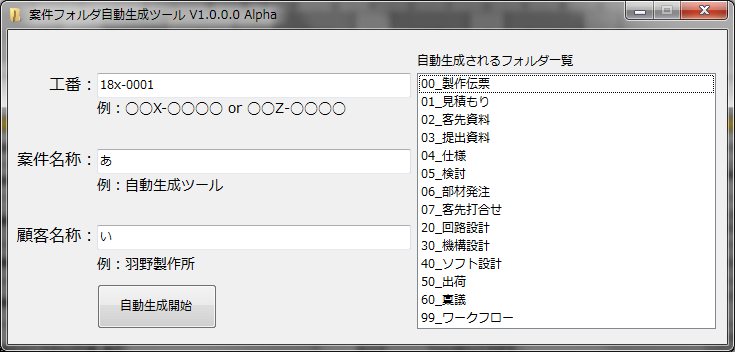 案件フォルダ自動生成ツール V1.0.0.0 Alpha
工番：
18x-0001
例：○○X-○○○○ or ○○Z-○○○○
案件名称：
あ
例：自動生成ツール
顧客名称：
い
例：羽野製作所
自動生成開始
自動生成されるフォルダ一覧
00_製作伝票
01_見積もり
02_客先資料
03_提出資料
04_仕様
05_検討
06_部材発注
07_客先打合せ
20_回路設計
30_機構設計
40_ソフト設計
50_出荷
60_稟議
99_ワークフロー